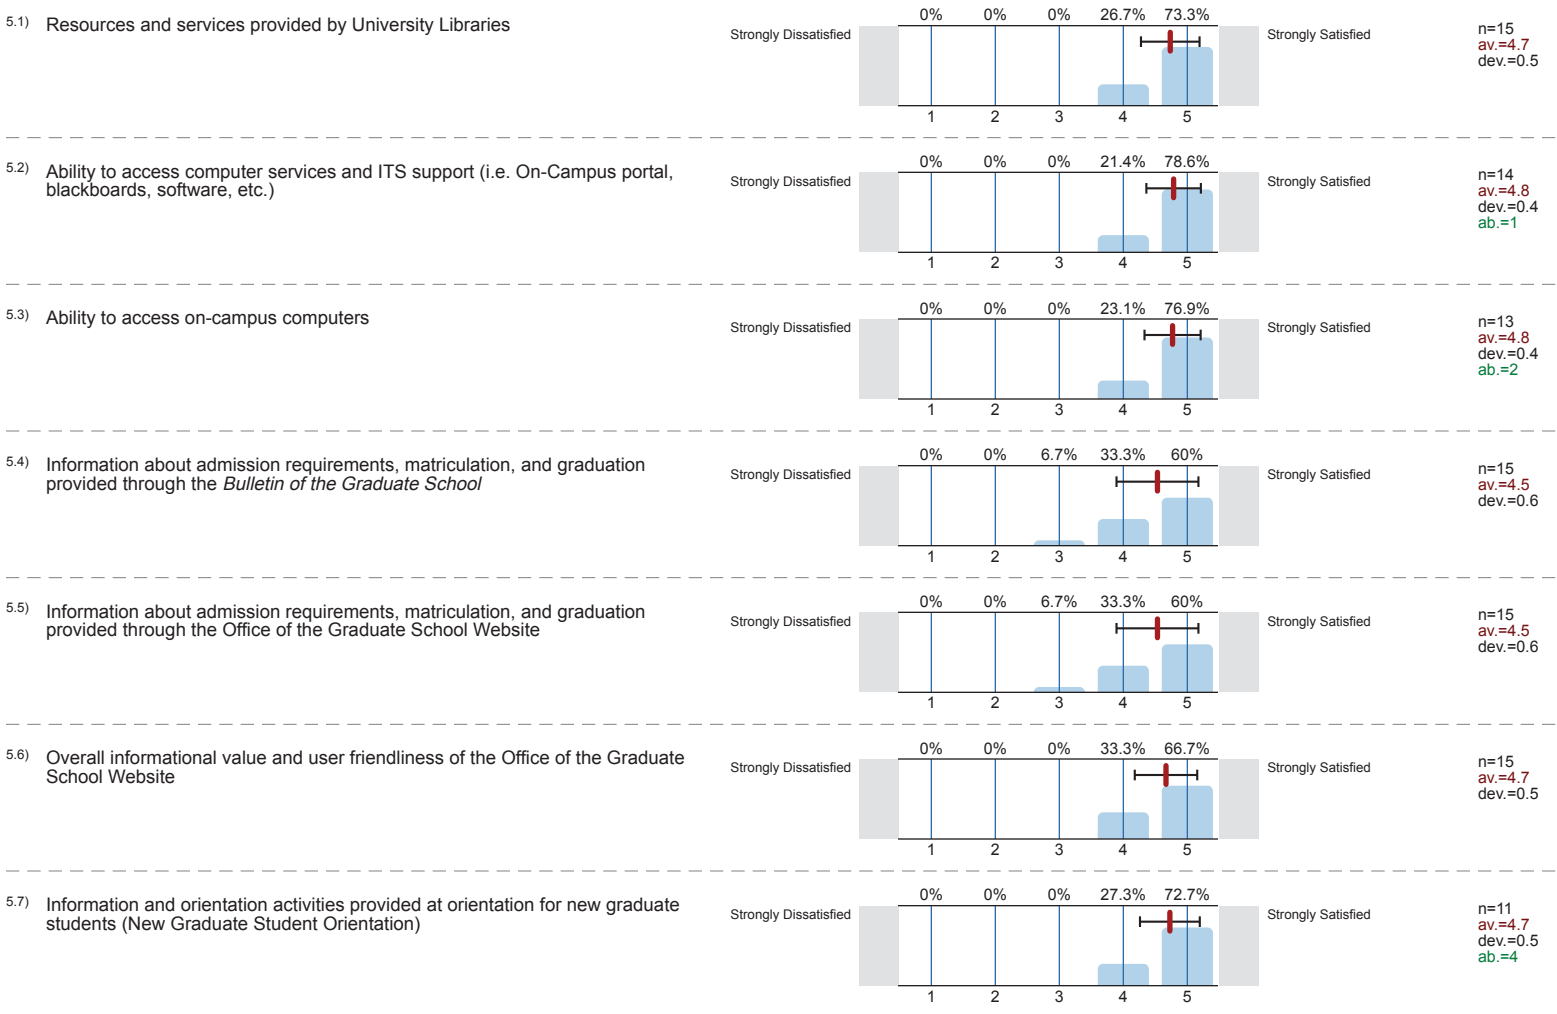 5.1) Resources and services provided by University Libraries
Strongly Dissatisfied
0% 0% 0% 26.7% 73.3%
1 2 3 4 5
Strongly Satisfied
n=15
av.=4.7
dev.=0.5
5.2) Ability to access computer services and ITS support (i.e. On-Campus portal,
blackboards, software, etc.)
Strongly Dissatisfied
0% 0% 0% 21.4% 78.6%
1 2 3 4 5
Strongly Satisfied
n=14
av.=4.8
dev.=0.4
ab.=1
5.3) Ability to access on-campus computers
Strongly Dissatisfied
0% 0% 0% 23.1% 76.9%
1 2 3 4 5
Strongly Satisfied
n=13
av.=4.8
dev.=0.4
ab.=2
5.4) Information about admission requirements, matriculation, and graduation
provided through the Bulletin of the Graduate School
Strongly Dissatisfied
0% 0% 6.7% 33.3% 60%
1 2 3 4 5
Strongly Satisfied
n=15
av.=4.5
dev.=0.6
5.5) Information about admission requirements, matriculation, and graduation
provided through the Office of the Graduate School Website
Strongly Dissatisfied
0% 0% 6.7% 33.3% 60%
1 2 3 4 5
Strongly Satisfied
n=15
av.=4.5
dev.=0.6
5.6) Overall informational value and user friendliness of the Office of the Graduate
School Website
Strongly Dissatisfied
0% 0% 0% 33.3% 66.7%
1 2 3 4 5
Strongly Satisfied
n=15
av.=4.7
dev.=0.5
5.7) Information and orientation activities provided at orientation for new graduate
students (New Graduate Student Orientation)
Strongly Dissatisfied
0% 0% 0% 27.3% 72.7%
1 2 3 4 5
Strongly Satisfied
n=11
av.=4.7
dev.=0.5
ab.=4